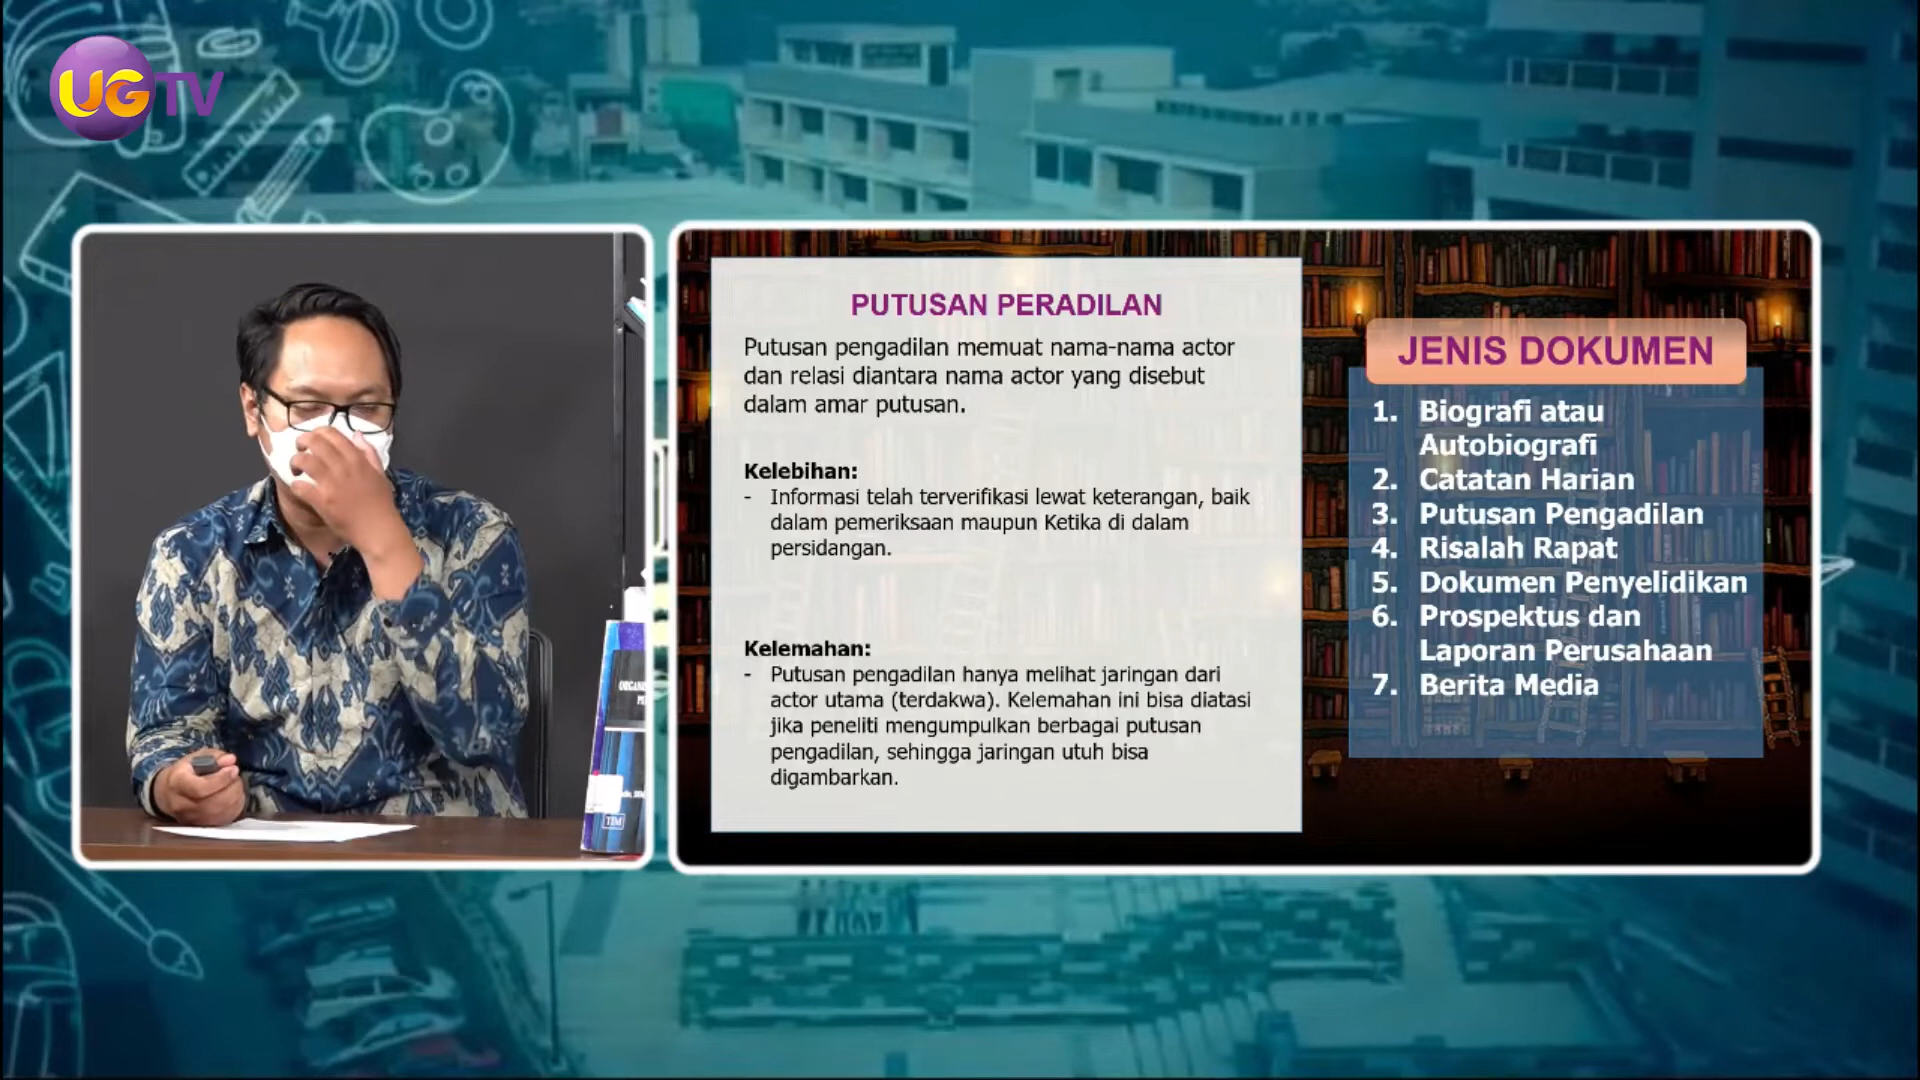 UGTV
PUTUSAN PERADILAN
Putusan pengadilan memuat nama-nama actor
dan relasi diantara nama actor yang disebut
dalam amar putusan.
Kelebihan:
- Informasi telah terverifikasi lewat keterangan, baik
dalam pemeriksaan maupun Ketika di dalam
persidangan.
Kelemahan:
- Putusan pengadilan hanya melihat jaringan dari
actor utama (terdakwa). Kelemahan ini bisa diatasi
jika peneliti mengumpulkan berbagai putusan
pengadilan, sehingga jaringan utuh bisa
digambarkan.
JENIS DOKUMEN
1. Biografi atau
Autobiografi
2. Catatan Harian
3. Putusan Pengadilan
4. Risalah Rapat
5. Dokumen Penyelidikan
6. Prospektus dan
Laporan Perusahaan
7. Berita Media
TIM